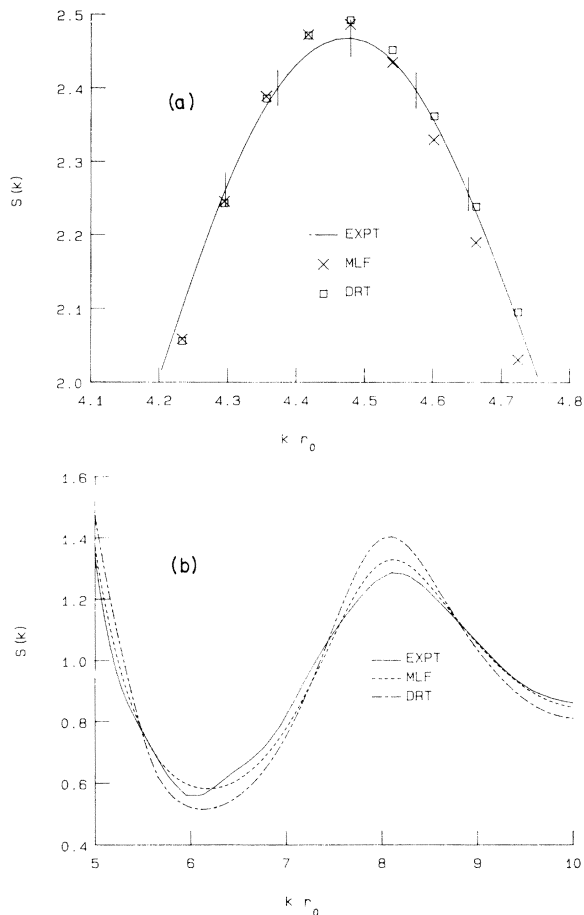 2.6
(a)
2.5
2.4
2.3
2.2
2.1
2.0
S(k)
EXPT
MLF
DRT
4.1 4.2 4.3 4.4 4.5 4.6 4.7 4.8
k r₀
1.6
(b)
1.4
1.2
1.0
0.8
0.6
0.4
S(k)
EXPT
MLF
DRT
5 6 7 8 9 10
k r₀